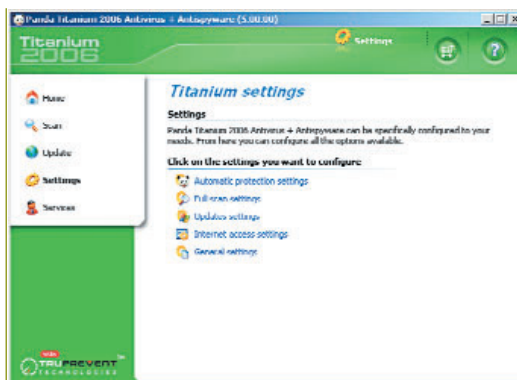 Panda Titanium 2006 Antivirus + Antispyware (5.00.00)
Titanium
2006
Settings
Home
Scan
Update
Settings
Services
Titanium settings
Settings
Panda Titanium 2006 Antivirus + Antispyware can be specifically configured to your
needs. From here you can configure all the options available.
Click on the settings you want to configure
Automatic protection settings
Full scan settings
Updates settings
Internet access settings
General settings
with
TRUPREVENT™
TECHNOLOGIES